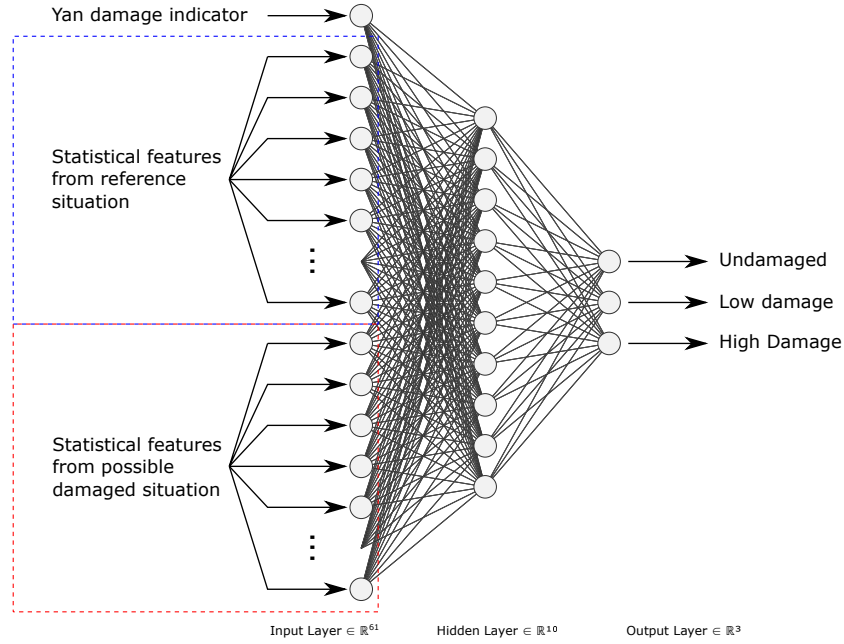 Yan damage indicator
Statistical features
from reference
situation
...
Statistical features
from possible
damaged situation
...
Undamaged
Low damage
High Damage
Input Layer ∈ ℝ⁶¹
Hidden Layer ∈ ℝ¹⁰
Output Layer ∈ ℝ³